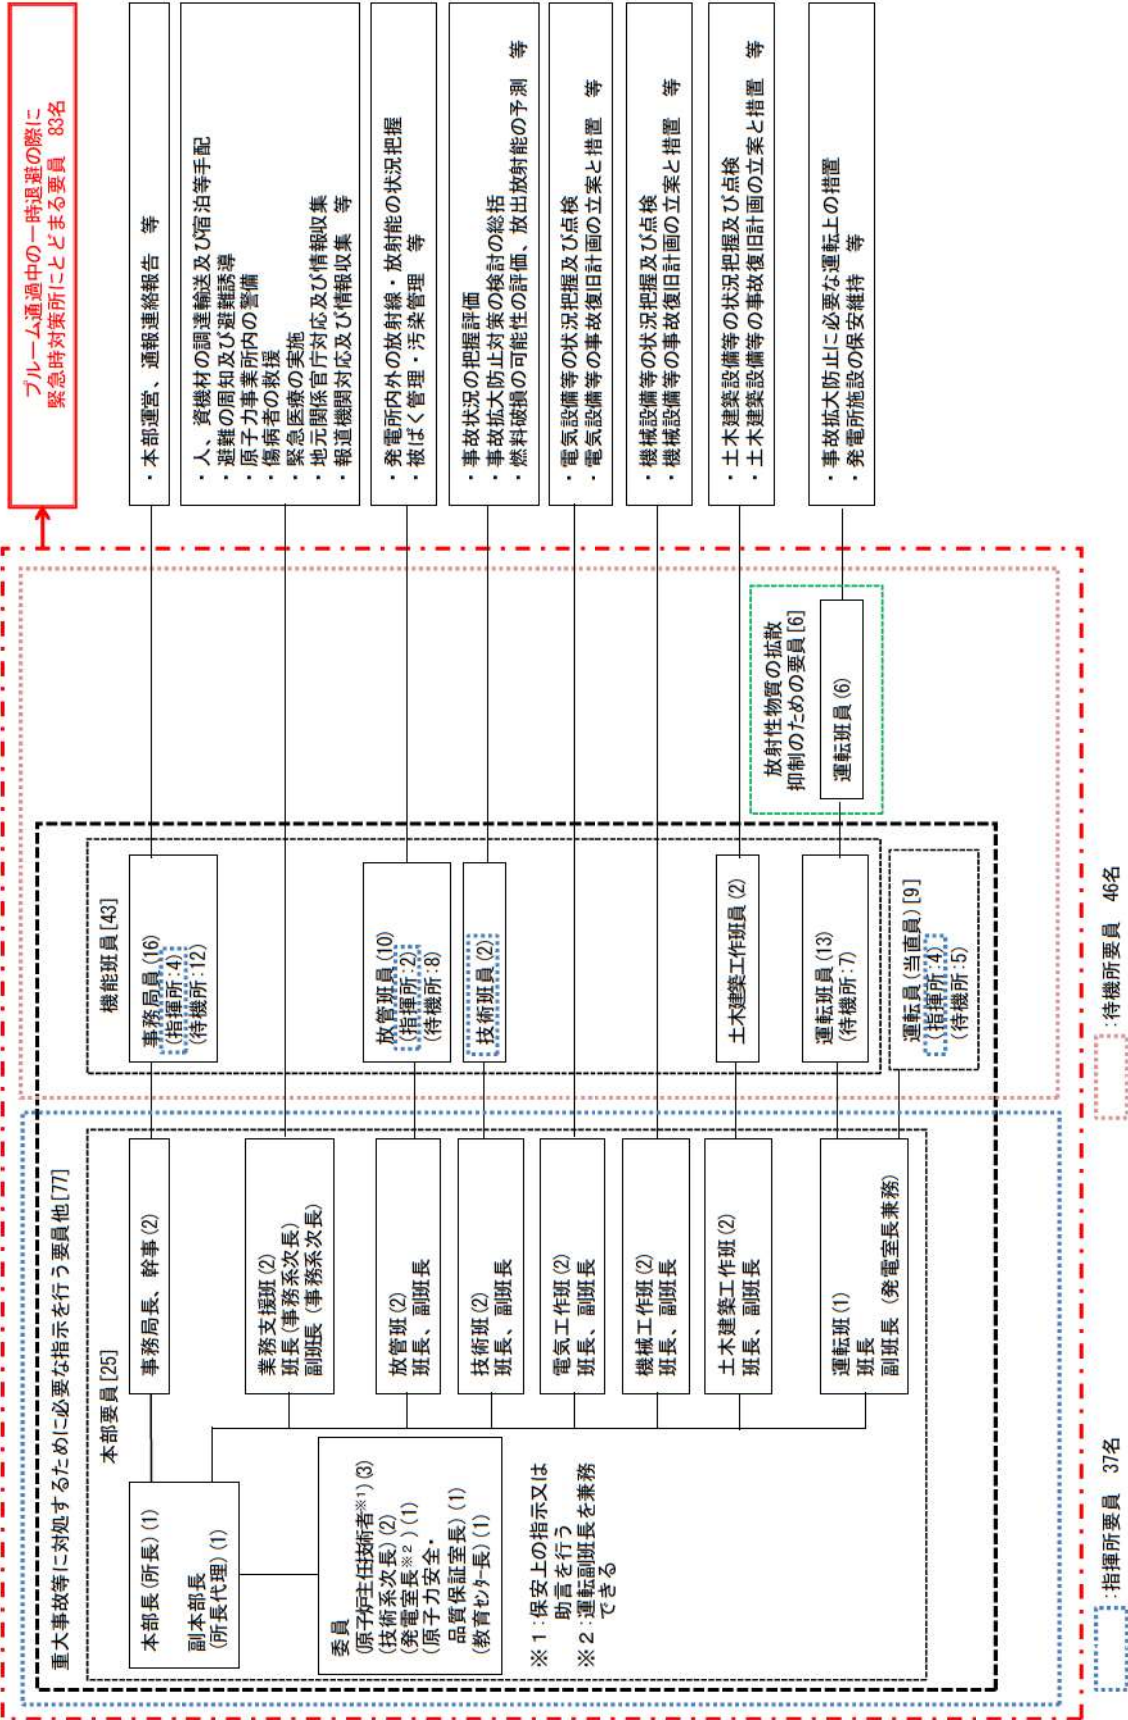 プルーム通過中の一時退避の際に
緊急時対策所にとどまる要員 83名
重大事故等に対処するために必要な指示を行う要員他[77]
本部要員[25]
本部長(所長)(1)
副本部長
(所長代理)(1)
委員
(原子炉主任技術者※1)(3)
(技術系次長)(2)
(発電室長※2)(1)
(原子力安全・
品質保証室長)(1)
(教育センター長)(1)
※1:保安上の指示又は
助言を行う
※2:運転副班長を兼務
できる
事務局長、幹事(2)
業務支援班(2)
班長(事務系次長)
副班長(事務系次長)
放管班(2)
班長、副班長
技術班(2)
班長、副班長
電気工作班(2)
班長、副班長
機械工作班(2)
班長、副班長
土木建築工作班(2)
班長、副班長
運転班(1)
班長
副班長(発電室長兼務)
機能班員[43]
事務局員(16)
(指揮所:4)
(待機所:12)
放管班員(10)
(指揮所:2)
(待機所:8)
技術班員(2)
土木建築工作班員(2)
運転班員(13)
(待機所:7)
運転員(当直員)[9]
(指揮所:4)
(待機所:5)
放射性物質の拡散
抑制のための要員[6]
運転班員(6)
・本部運営、通報連絡報告 等
・人、資機材の調達輸送及び宿泊等手配
・避難の周知及び避難誘導
・原子力事業所内の警備
・傷病者の救援
・緊急医療の実施
・地元関係官庁対応及び情報収集
・報道機関対応及び情報収集 等
・発電所内外の放射線・放射能の状況把握
・被ばく管理・汚染管理 等
・事故状況の把握評価
・事故拡大防止対策の検討の総括
・燃料破損の可能性の評価、放出放射能の予測 等
・電気設備等の状況把握及び点検
・電気設備等の事故復旧計画の立案と措置 等
・機械設備等の状況把握及び点検
・機械設備等の事故復旧計画の立案と措置 等
・土木建築設備等の状況把握及び点検
・土木建築設備等の事故復旧計画の立案と措置 等
・事故拡大防止に必要な運転上の措置
・発電所施設の保安維持 等
:指揮所要員 37名
:待機所要員 46名